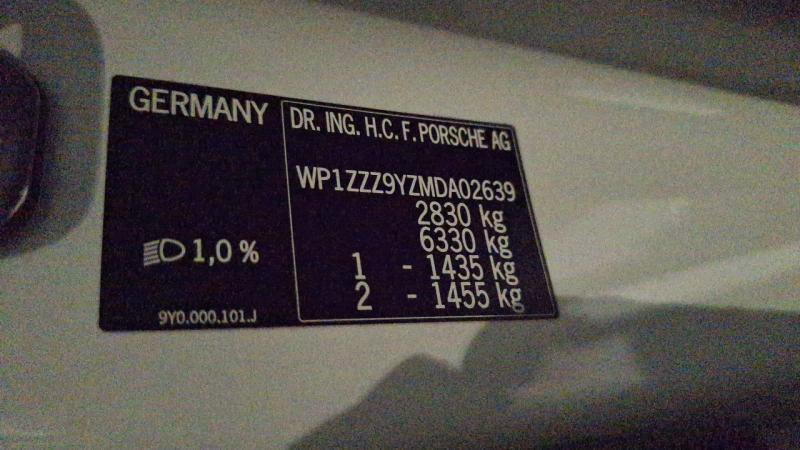 GERMANY
DR. ING. H.C. F. PORSCHE AG
WP1ZZZ9YZMDA02639
2830 kg
6330 kg
1 - 1435 kg
2 - 1455 kg
1,0 %
9Y0.000.101.J